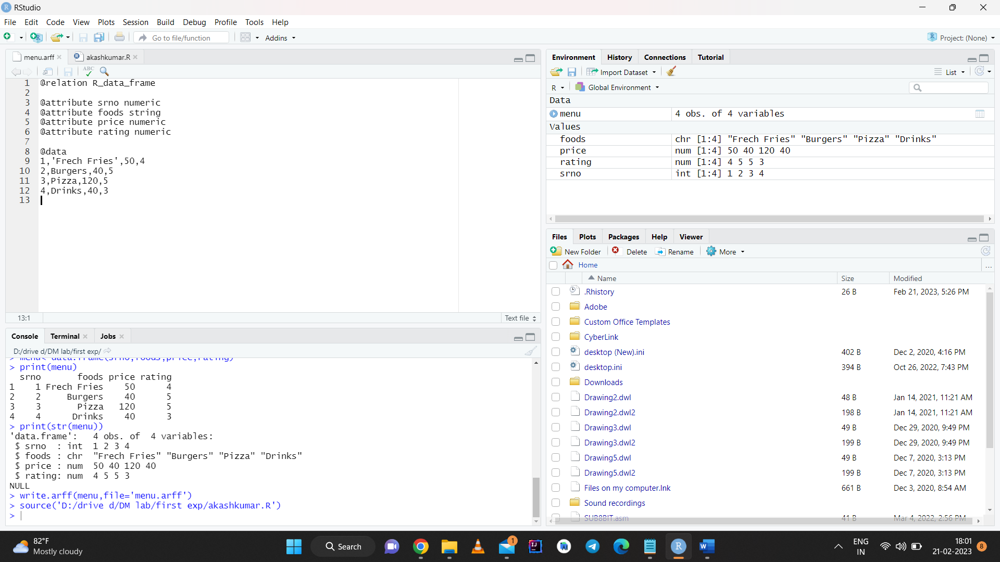 RStudio
File Edit Code View Plots Session Build Debug Profile Tools Help
Go to file/function Addins Project: (None)
menu.arff akashkumar.R
ABC
1 @relation R_data_frame
2
3 @attribute srno numeric
4 @attribute foods string
5 @attribute price numeric
6 @attribute rating numeric
7
8 @data
9 1,'Frech Fries',50,4
10 2,Burgers,40,5
11 3,Pizza,120,5
12 4,Drinks,40,3
13
13:1 Text file
Console Terminal Jobs
D:/drive d/DM lab/first exp/
> menu< data.frame(srno,foods,price,rating)
> print(menu)
srno foods price rating
1 1 Frech Fries 50 4
2 2 Burgers 40 5
3 3 Pizza 120 5
4 4 Drinks 40 3
> print(str(menu))
'data.frame': 4 obs. of 4 variables:
$ srno : int 1 2 3 4
$ foods : chr "Frech Fries" "Burgers" "Pizza" "Drinks"
$ price : num 50 40 120 40
$ rating: num 4 5 5 3
NULL
> write.arff(menu,file='menu.arff')
> source('D:/drive d/DM lab/first exp/akashkumar.R')
>
Environment History Connections Tutorial
Import Dataset List
R Global Environment
Data
menu 4 obs. of 4 variables
Values
foods chr [1:4] "Frech Fries" "Burgers" "Pizza" "Drinks"
price num [1:4] 50 40 120 40
rating num [1:4] 4 5 5 3
srno int [1:4] 1 2 3 4
Files Plots Packages Help Viewer
New Folder Delete Rename More
Home ...
Name Size Modified
.Rhistory 26 B Feb 21, 2023, 5:26 PM
Adobe
Custom Office Templates
CyberLink
desktop (New).ini 402 B Dec 2, 2020, 4:16 PM
desktop.ini 394 B Oct 26, 2022, 7:43 PM
Downloads
Drawing2.dwl 48 B Jan 14, 2021, 11:21 AM
Drawing2.dwl2 198 B Jan 14, 2021, 11:21 AM
Drawing3.dwl 49 B Dec 29, 2020, 9:49 PM
Drawing3.dwl2 199 B Dec 29, 2020, 9:49 PM
Drawing5.dwl 49 B Dec 7, 2020, 3:13 PM
Drawing5.dwl2 199 B Dec 7, 2020, 3:13 PM
Files on my computer.lnk 661 B Dec 3, 2020, 8:54 AM
Sound recordings
SUB8BIT.asm 41 B Mar 4, 2022, 2:56 PM
82°F
Mostly cloudy
Search
1
ENG
IN
18:01
21-02-2023
8